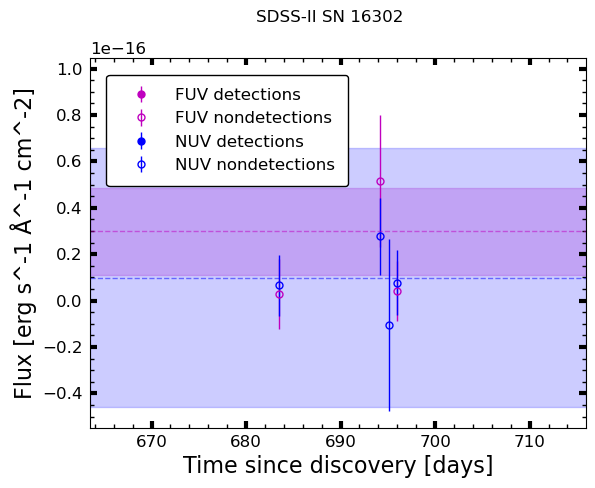 SDSS-II SN 16302
1e−16
FUV detections
FUV nondetections
NUV detections
NUV nondetections
1.0
0.8
0.6
0.4
0.2
0.0
−0.2
−0.4
Flux [erg s^-1 Å^-1 cm^-2]
670 680 690 700 710
Time since discovery [days]